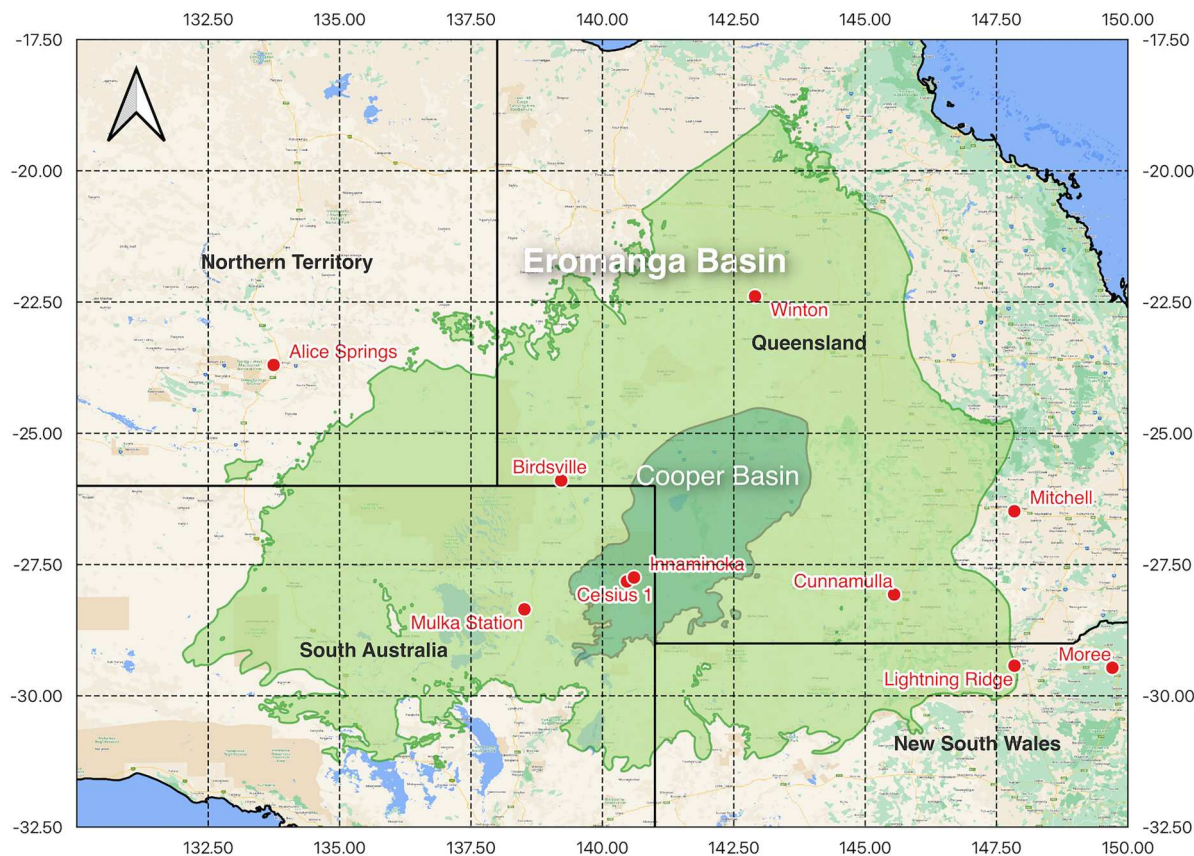 132.50 135.00 137.50 140.00 142.50 145.00 147.50 150.00
-17.50 -17.50
-20.00 -20.00
Northern Territory
Eromanga Basin
-22.50 -22.50
Winton
Queensland
Alice Springs
-25.00 -25.00
Birdsville
Cooper Basin
Mitchell
-27.50 -27.50
Innamincka
Cunnamulla
Celsius 1
Mulka Station
South Australia
Moree
Lightning Ridge
-30.00 -30.00
New South Wales
-32.50 -32.50
132.50 135.00 137.50 140.00 142.50 145.00 147.50 150.00